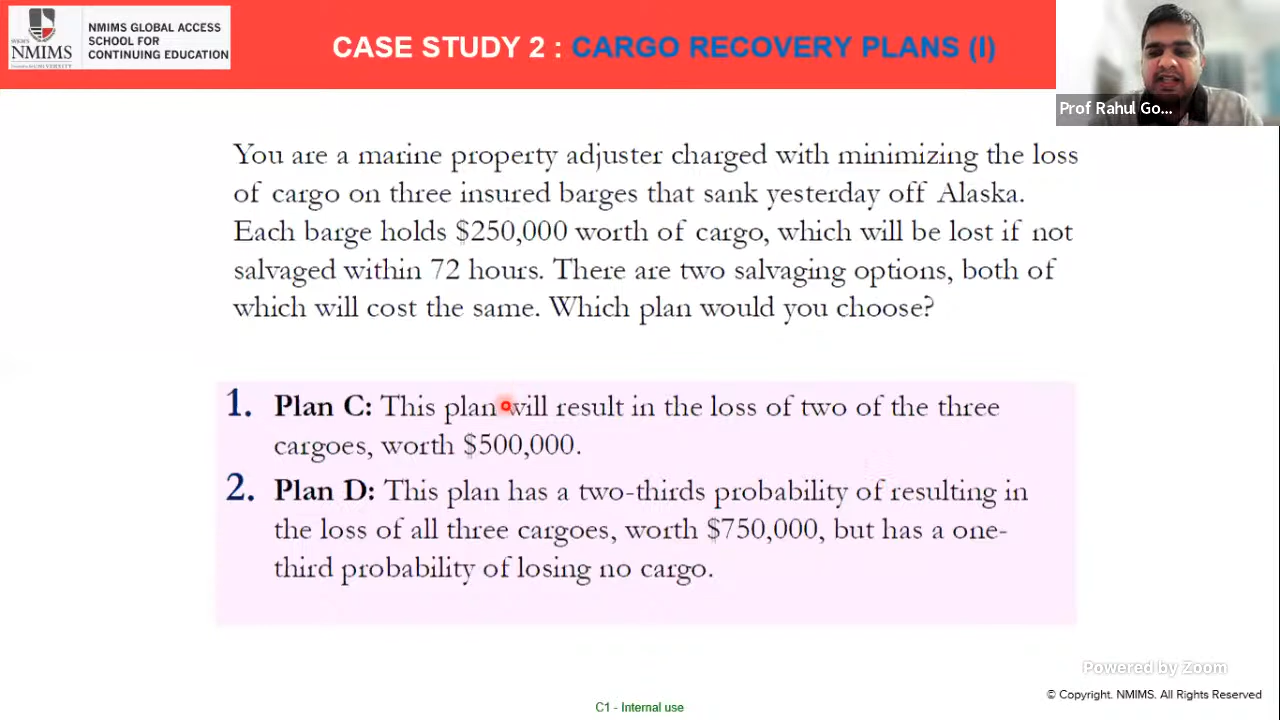 NMIMS GLOBAL ACCESS
SCHOOL FOR
CONTINUING EDUCATION
NMIMS
CASE STUDY 2 : CARGO RECOVERY PLANS (I)
Prof Rahul Go...
You are a marine property adjuster charged with minimizing the loss
of cargo on three insured barges that sank yesterday off Alaska.
Each barge holds $250,000 worth of cargo, which will be lost if not
salvaged within 72 hours. There are two salvaging options, both of
which will cost the same. Which plan would you choose?
1. Plan C: This plan will result in the loss of two of the three
cargoes, worth $500,000.
2. Plan D: This plan has a two-thirds probability of resulting in
the loss of all three cargoes, worth $750,000, but has a one-
third probability of losing no cargo.
Powered by Zoom
© Copyright. NMIMS. All Rights Reserved
C1 - Internal use